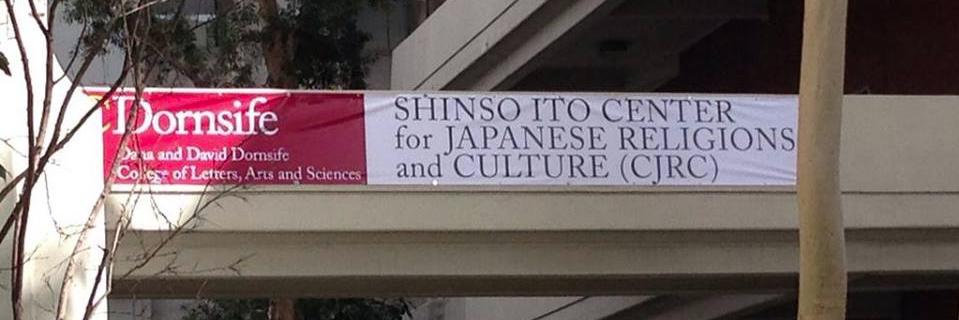 Dornsife
Dana and David Dornsife
College of Letters, Arts and Sciences
SHINSO ITO CENTER
for JAPANESE RELIGIONS
and CULTURE (CJRC)